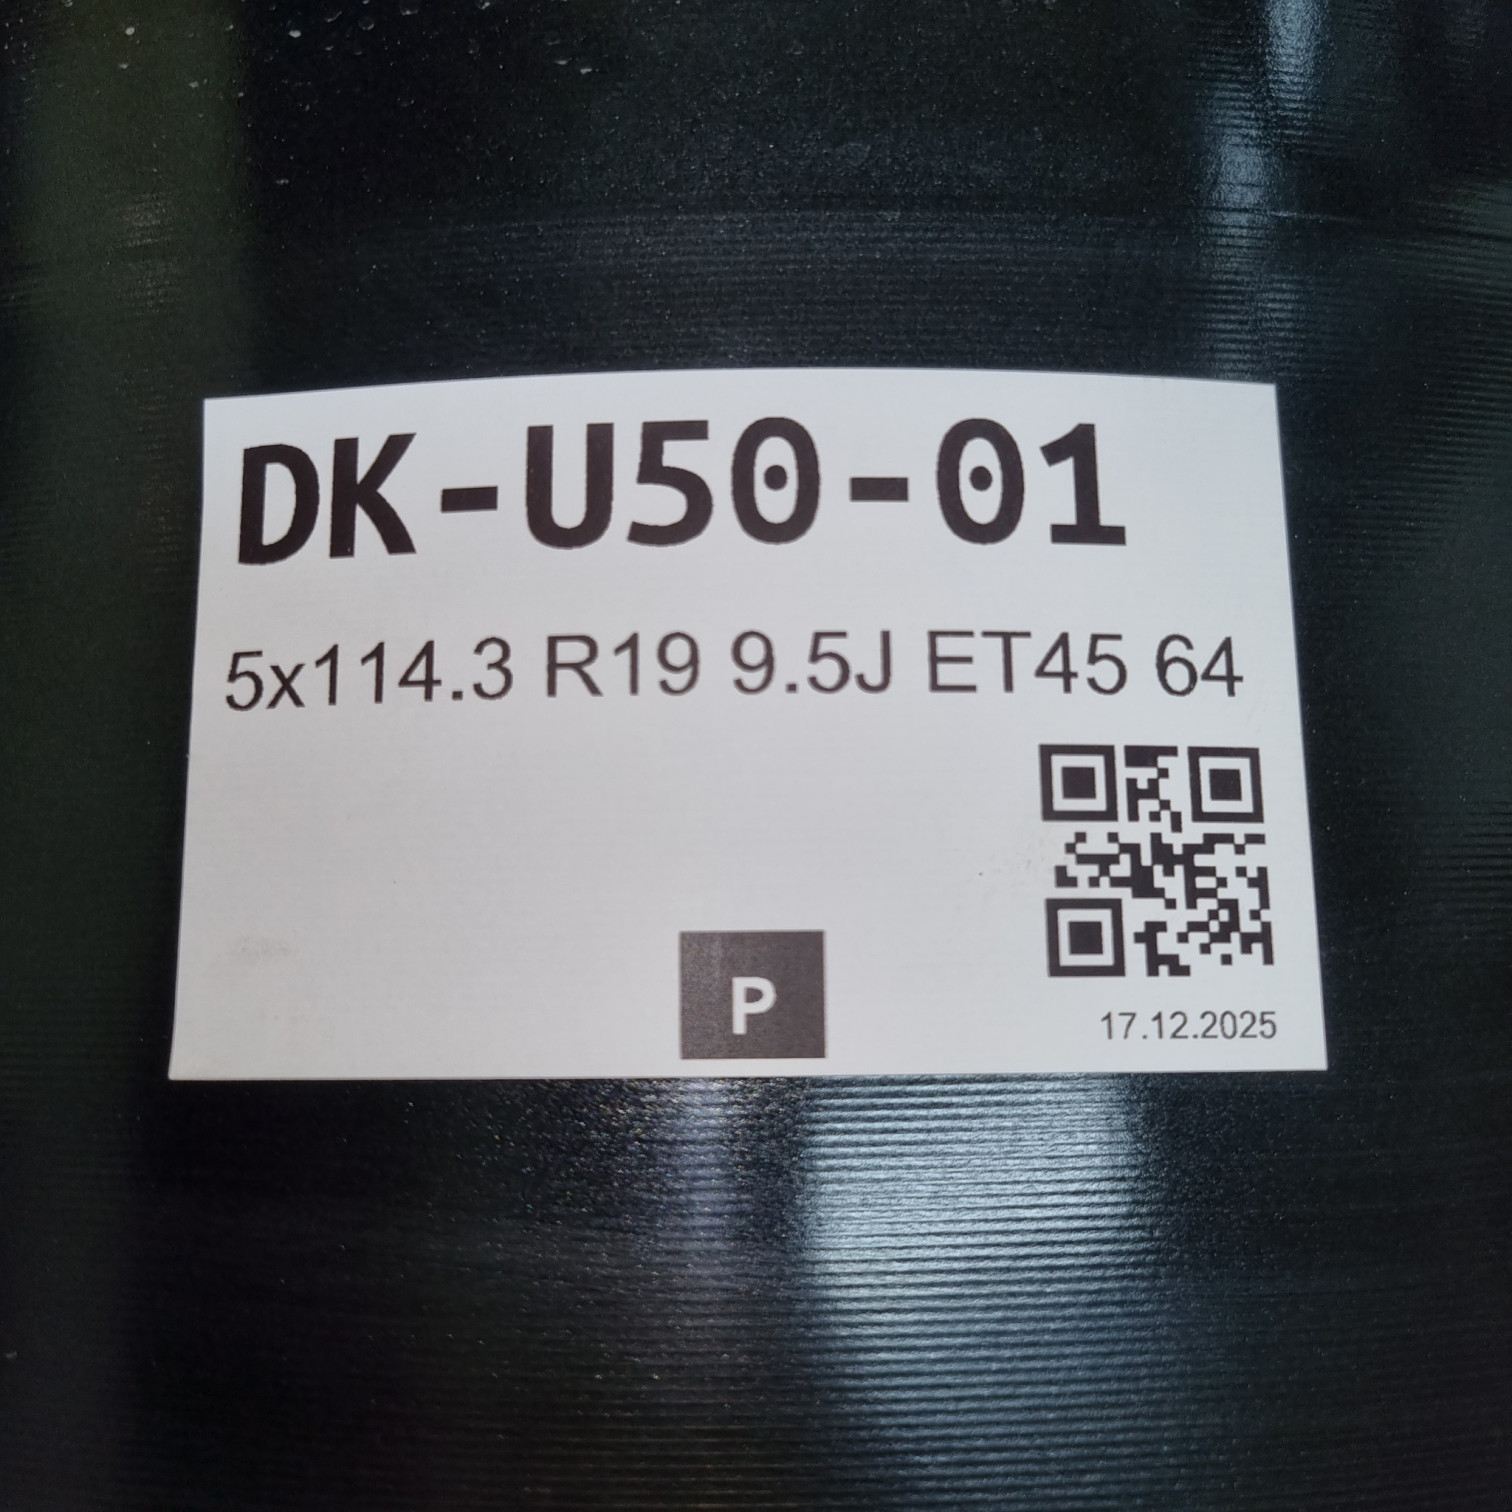 DK-U50-01
5x114.3 R19 9.5J ET45 64
P
17.12.2025